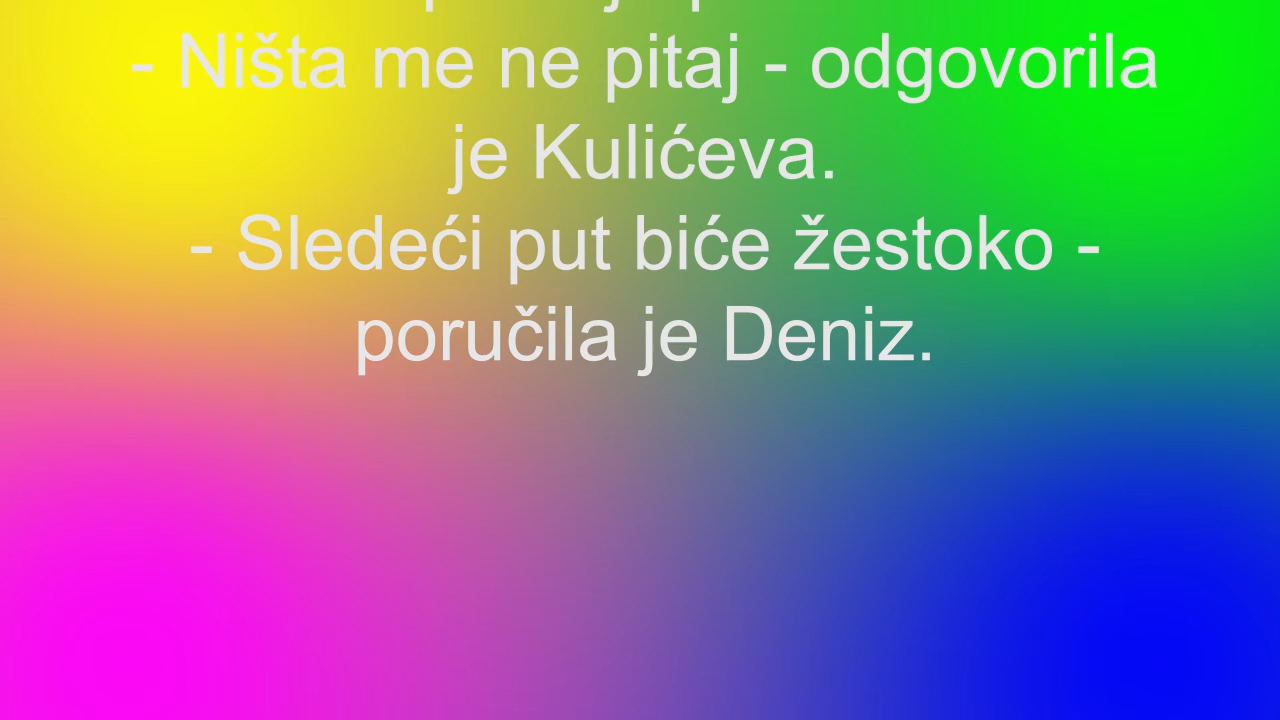 - Ništa me ne pitaj - odgovorila
je Kulićeva.
- Sledeći put biće žestoko -
poručila je Deniz.